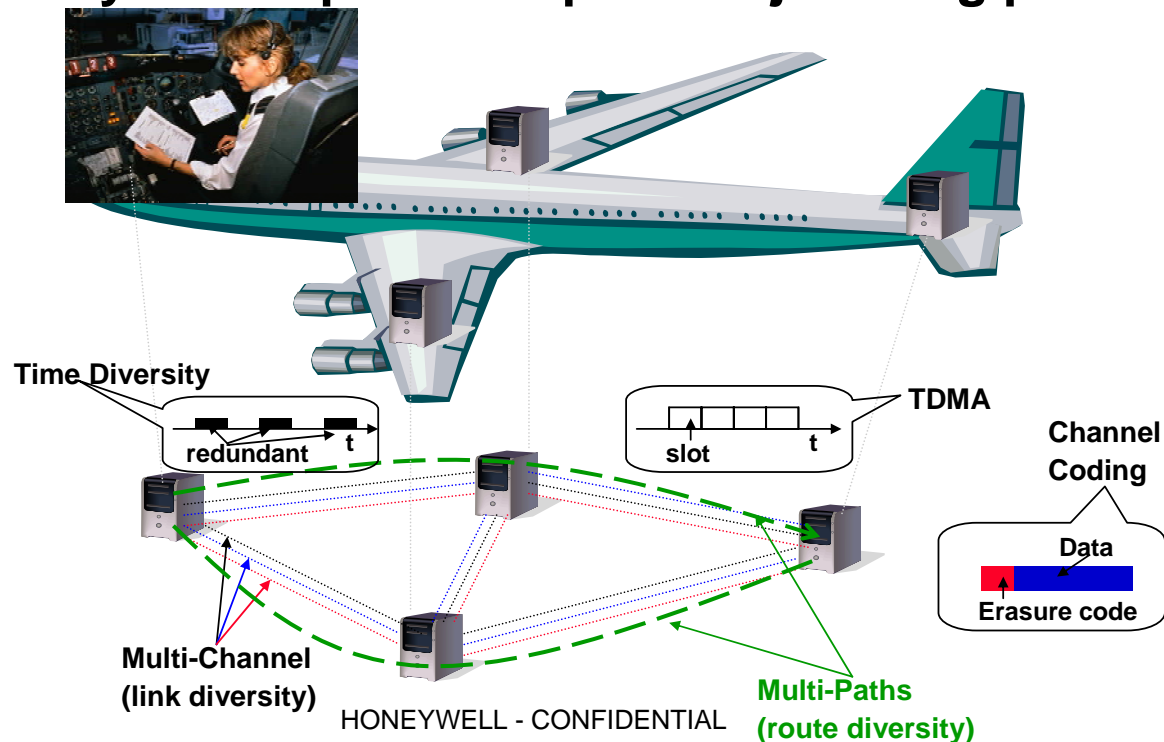 Time Diversity
redundant
t
slot
t
TDMA
Channel
Coding
Data
Erasure code
Multi-Channel
(link diversity)
Multi-Paths
(route diversity)
HONEYWELL - CONFIDENTIAL